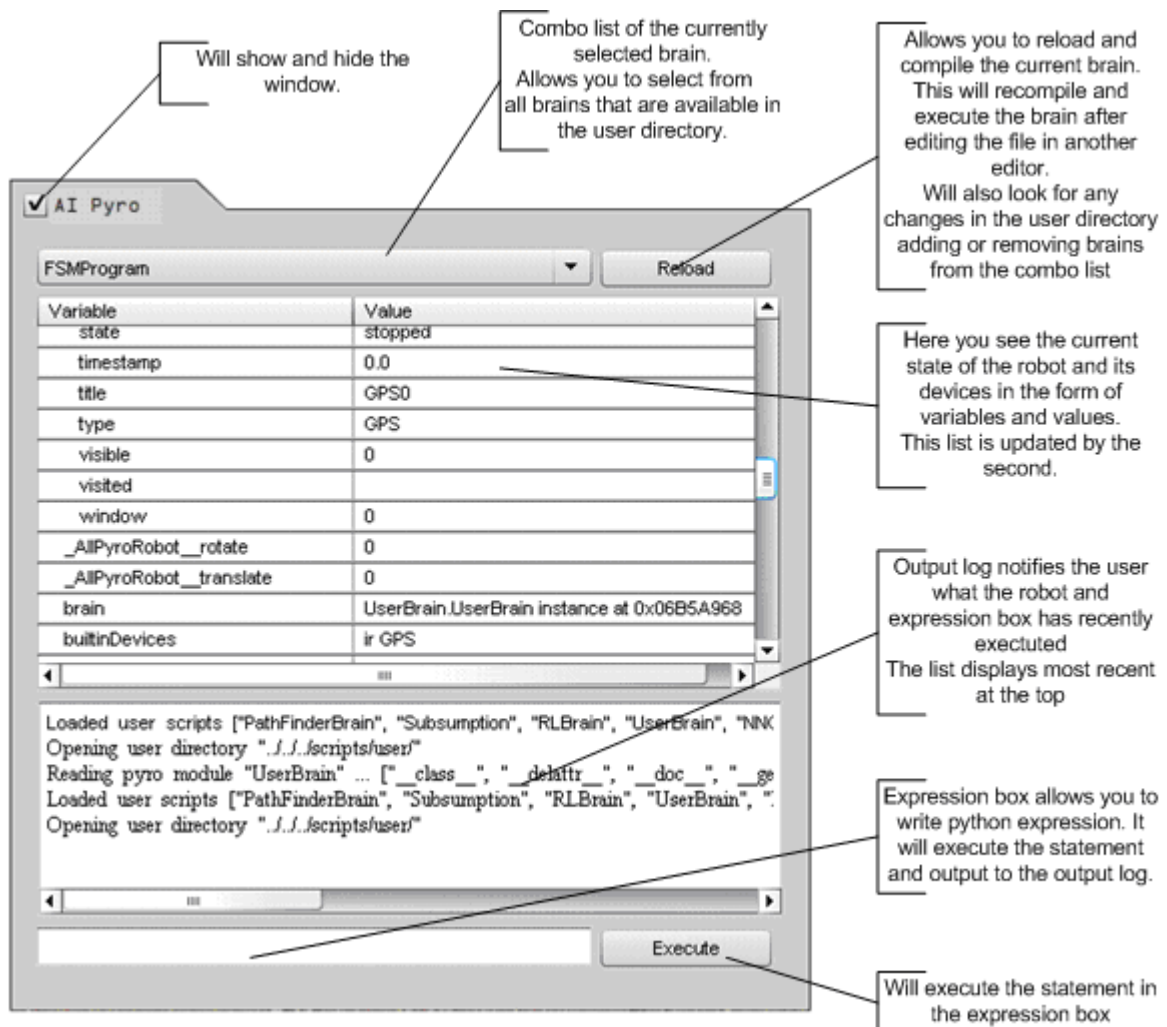 Will show and hide the
window.
Combo list of the currently
selected brain.
Allows you to select from
all brains that are available in
the user directory.
Allows you to reload and
compile the current brain.
This will recompile and
execute the brain after
editing the file in another
editor.
Will also look for any
changes in the user directory
adding or removing brains
from the combo list
AI Pyro
FSMProgram
Reload
Variable Value
state stopped
timestamp 0.0
title GPS0
type GPS
visible 0
visited
window 0
_AIIPyroRobot__rotate 0
_AIIPyroRobot__translate 0
brain UserBrain.UserBrain instance at 0x06B5A968
builtinDevices ir GPS
Here you see the current
state of the robot and its
devices in the form of
variables and values.
This list is updated by the
second.
Output log notifies the user
what the robot and
expression box has recently
exectuted
The list displays most recent
at the top
Loaded user scripts ["PathFinderBrain", "Subsumption", "RLBrain", "UserBrain", "NN
Opening user directory "../../../scripts/user/"
Reading pyro module "UserBrain" ... ["__class__", "__delattr__", "__doc__", "__ge
Loaded user scripts ["PathFinderBrain", "Subsumption", "RLBrain", "UserBrain", "
Opening user directory "../../../scripts/user/"
Expression box allows you to
write python expression. It
will execute the statement
and output to the output log.
Execute
Will execute the statement in
the expression box